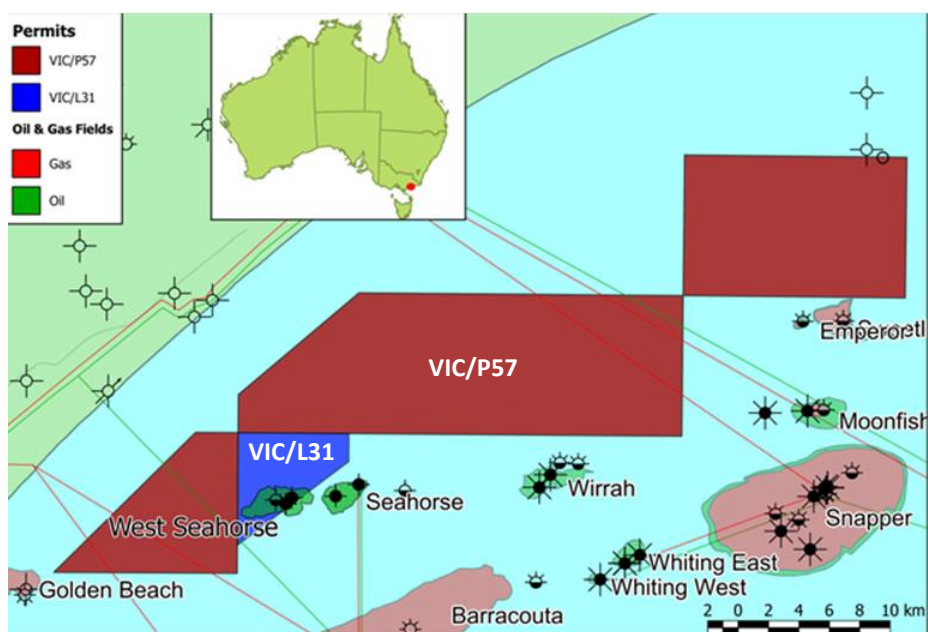 Permits
VIC/P57
VIC/L31
Oil & Gas Fields
Gas
Oil
Emperor
VIC/P57
Moonfish
VIC/L31
Seahorse
Wirrah
West Seahorse
Snapper
Golden Beach
Whiting East
Whiting West
Barracouta
2 0 2 4 6 8 10 km